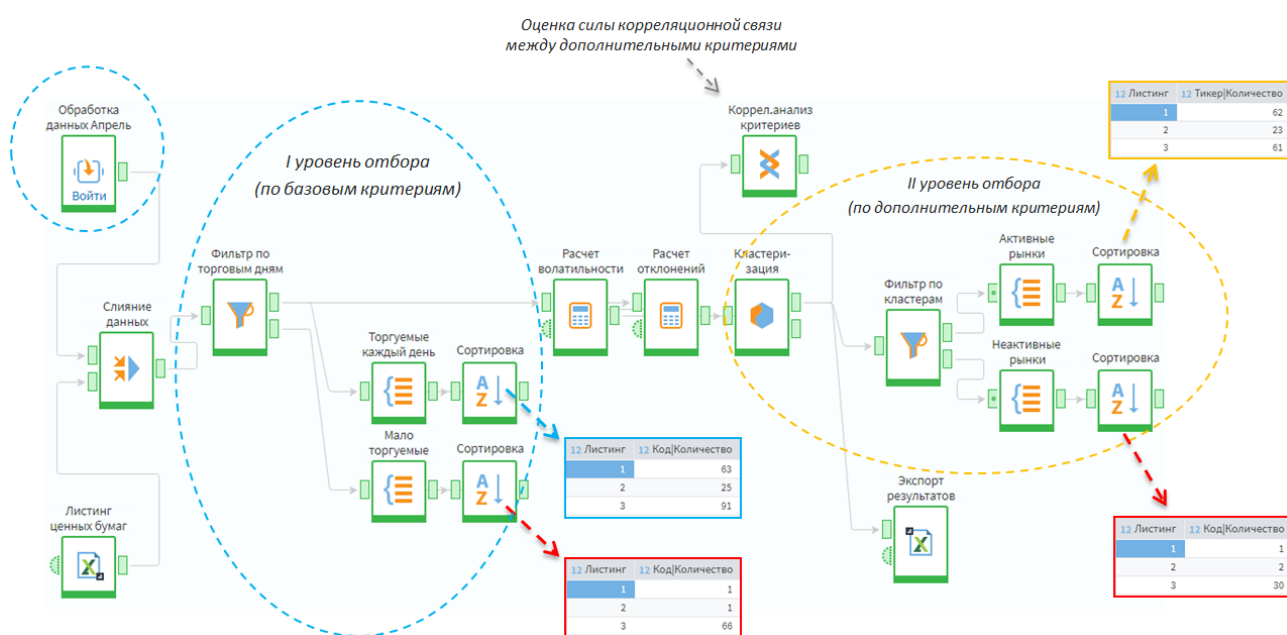 Оценка силы корреляционной связи
между дополнительными критериями
Обработка
данных Апрель
Войти
I уровень отбора
(по базовым критериям)
Коррел.анализ
критериев
12 Листинг 12 Тикер|Количество
1 62
2 23
3 61
II уровень отбора
(по дополнительным критериям)
Фильтр по
торговым дням
Расчет
волатильности
Расчет
отклонений
Кластери-
зация
Активные
рынки
Сортировка
Фильтр по
кластерам
Слияние
данных
Торгуемые
каждый день
Сортировка
Неактивные
рынки
Сортировка
Мало
торгуемые
Сортировка
12 Листинг 12 Код|Количество
1 63
2 25
3 91
Экспорт
результатов
Листинг
ценных бумаг
12 Листинг 12 Код|Количество
1 1
2 2
3 30
12 Листинг 12 Код|Количество
1 1
2 1
3 66